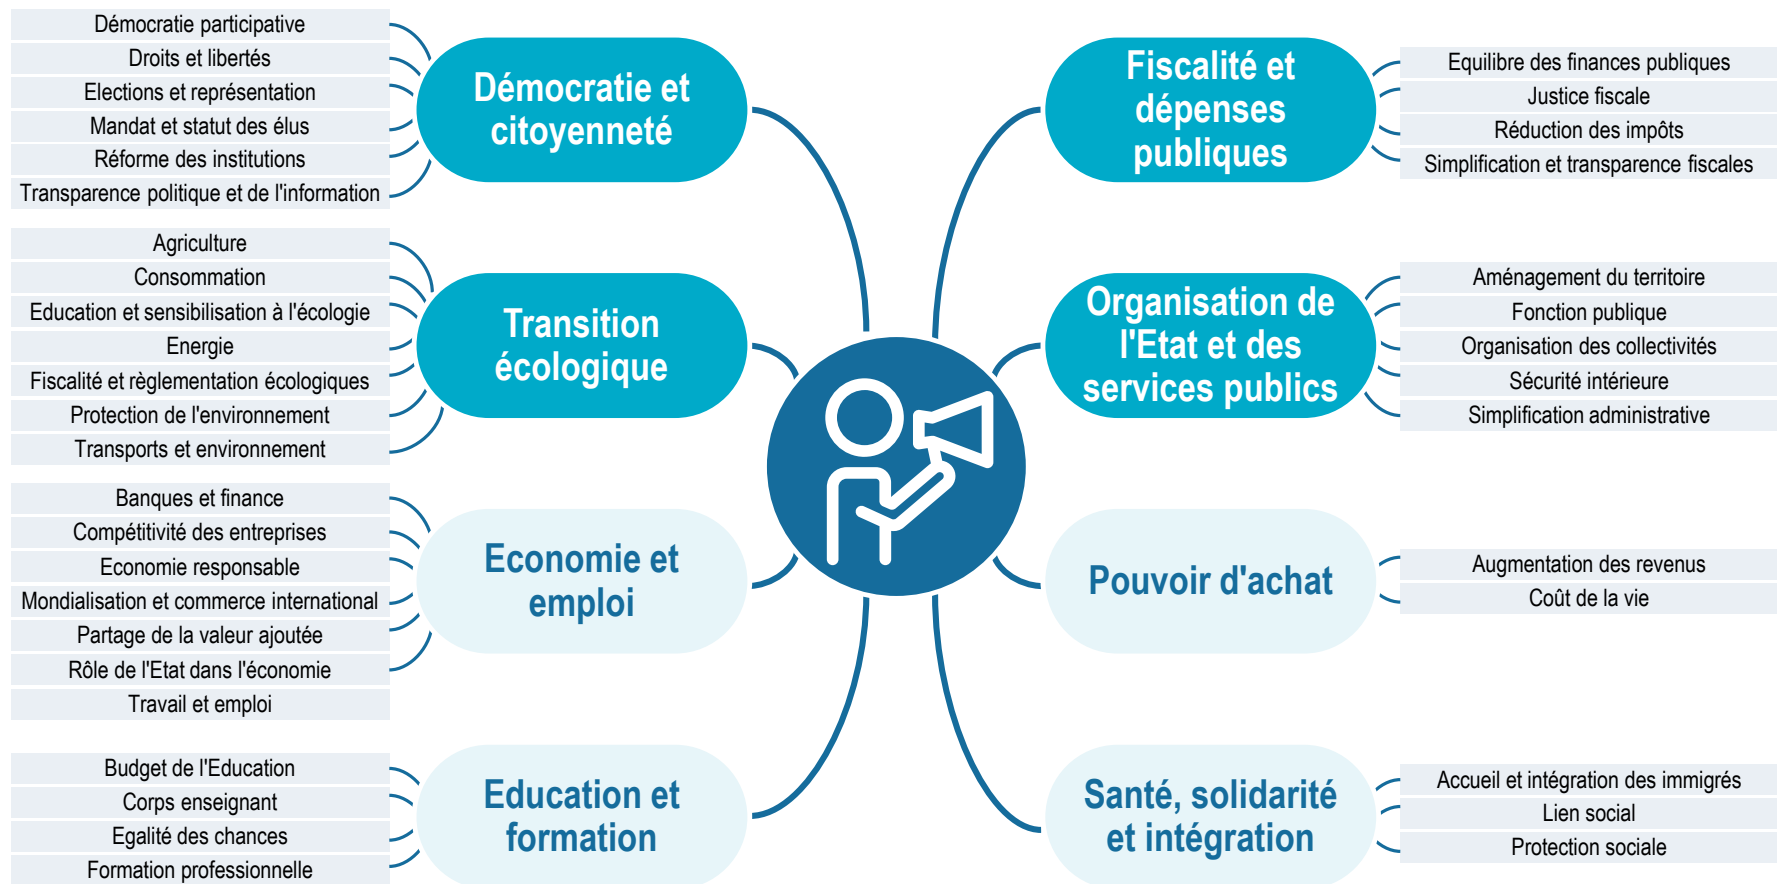 Démocratie participative
Droits et libertés
Elections et représentation
Mandat et statut des élus
Réforme des institutions
Transparence politique et de l'information
Démocratie et
citoyenneté
Agriculture
Consommation
Education et sensibilisation à l'écologie
Energie
Fiscalité et règlementation écologiques
Protection de l'environnement
Transports et environnement
Transition
écologique
Banques et finance
Compétitivité des entreprises
Economie responsable
Mondialisation et commerce international
Partage de la valeur ajoutée
Rôle de l'Etat dans l'économie
Travail et emploi
Economie et
emploi
Budget de l'Education
Corps enseignant
Egalité des chances
Formation professionnelle
Education et
formation
Fiscalité et
dépenses
publiques
Equilibre des finances publiques
Justice fiscale
Réduction des impôts
Simplification et transparence fiscales
Organisation de
l'Etat et des
services publics
Aménagement du territoire
Fonction publique
Organisation des collectivités
Sécurité intérieure
Simplification administrative
Pouvoir d'achat
Augmentation des revenus
Coût de la vie
Santé, solidarité
et intégration
Accueil et intégration des immigrés
Lien social
Protection sociale